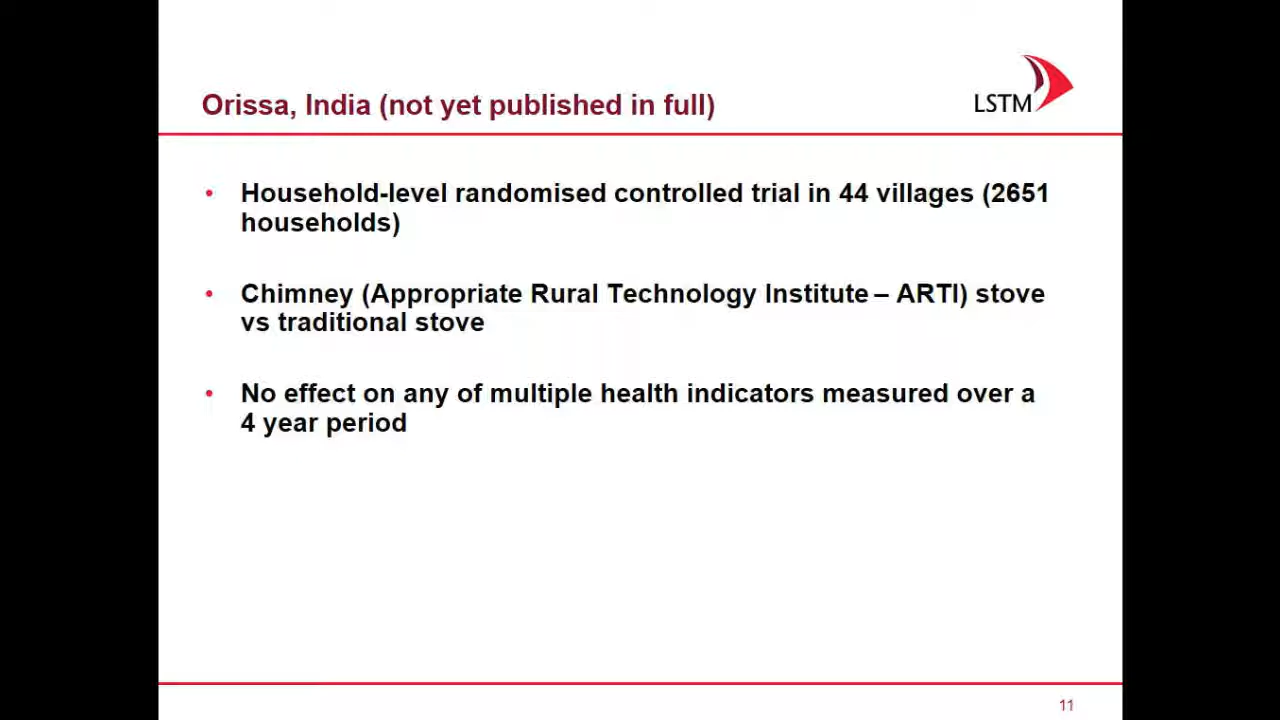 Orissa, India (not yet published in full)
LSTM
• Household-level randomised controlled trial in 44 villages (2651
households)
• Chimney (Appropriate Rural Technology Institute – ARTI) stove
vs traditional stove
• No effect on any of multiple health indicators measured over a
4 year period
11